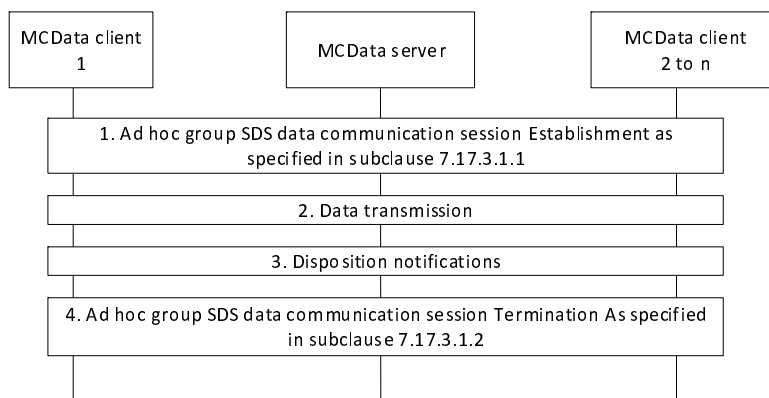 MCData client
1
MCData server
MCData client
2 to n
1. Ad hoc group SDS data communication session Establishment as
specified in subclause 7.17.3.1.1
2. Data transmission
3. Disposition notifications
4. Ad hoc group SDS data communication session Termination As specified
in subclause 7.17.3.1.2